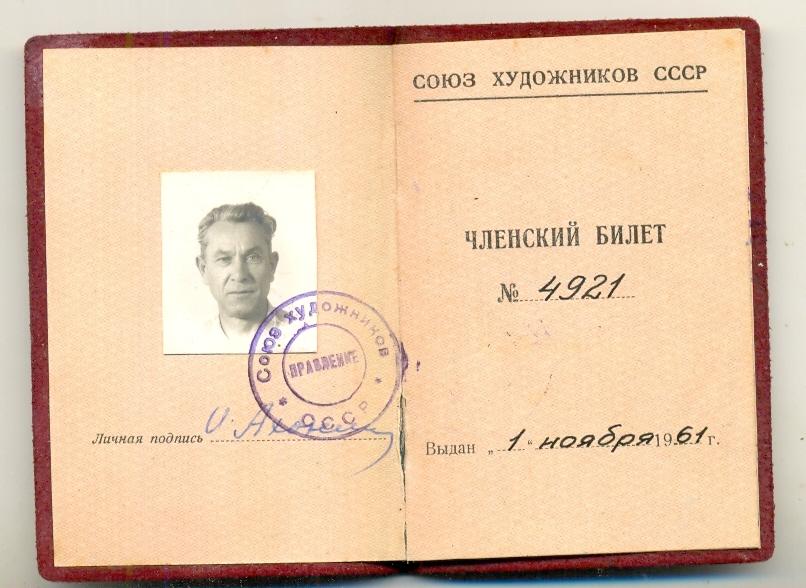 Союз художников
СССР
ПРАВЛЕНИЕ
Личная подпись
СОЮЗ ХУДОЖНИКОВ СССР
ЧЛЕНСКИЙ БИЛЕТ
№ 4921
Выдан „1“ ноября 1961 г.